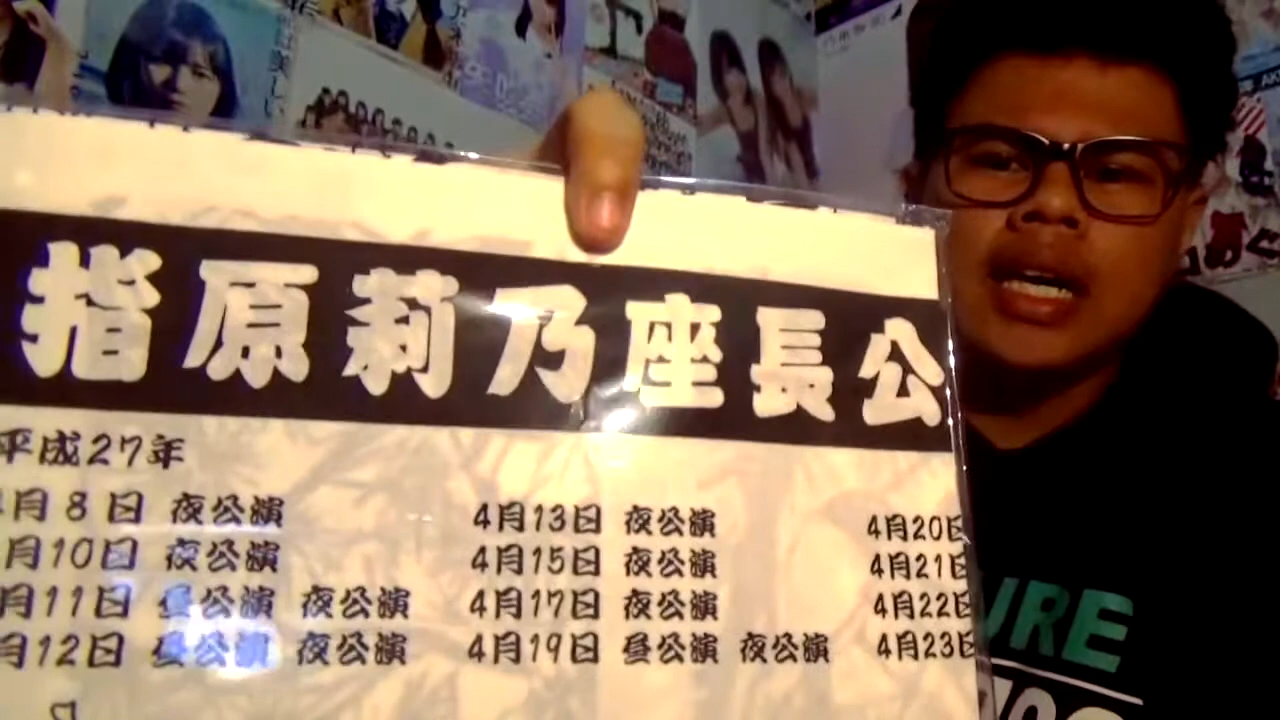 指原莉乃座長公
平成27年
月8日 夜公演 4月13日 夜公演 4月20日
月10日 夜公演 4月15日 夜公演 4月21日
月11日 昼公演 夜公演 4月17日 夜公演 4月22日
月12日 昼公演 夜公演 4月19日 昼公演 夜公演 4月23日
URE